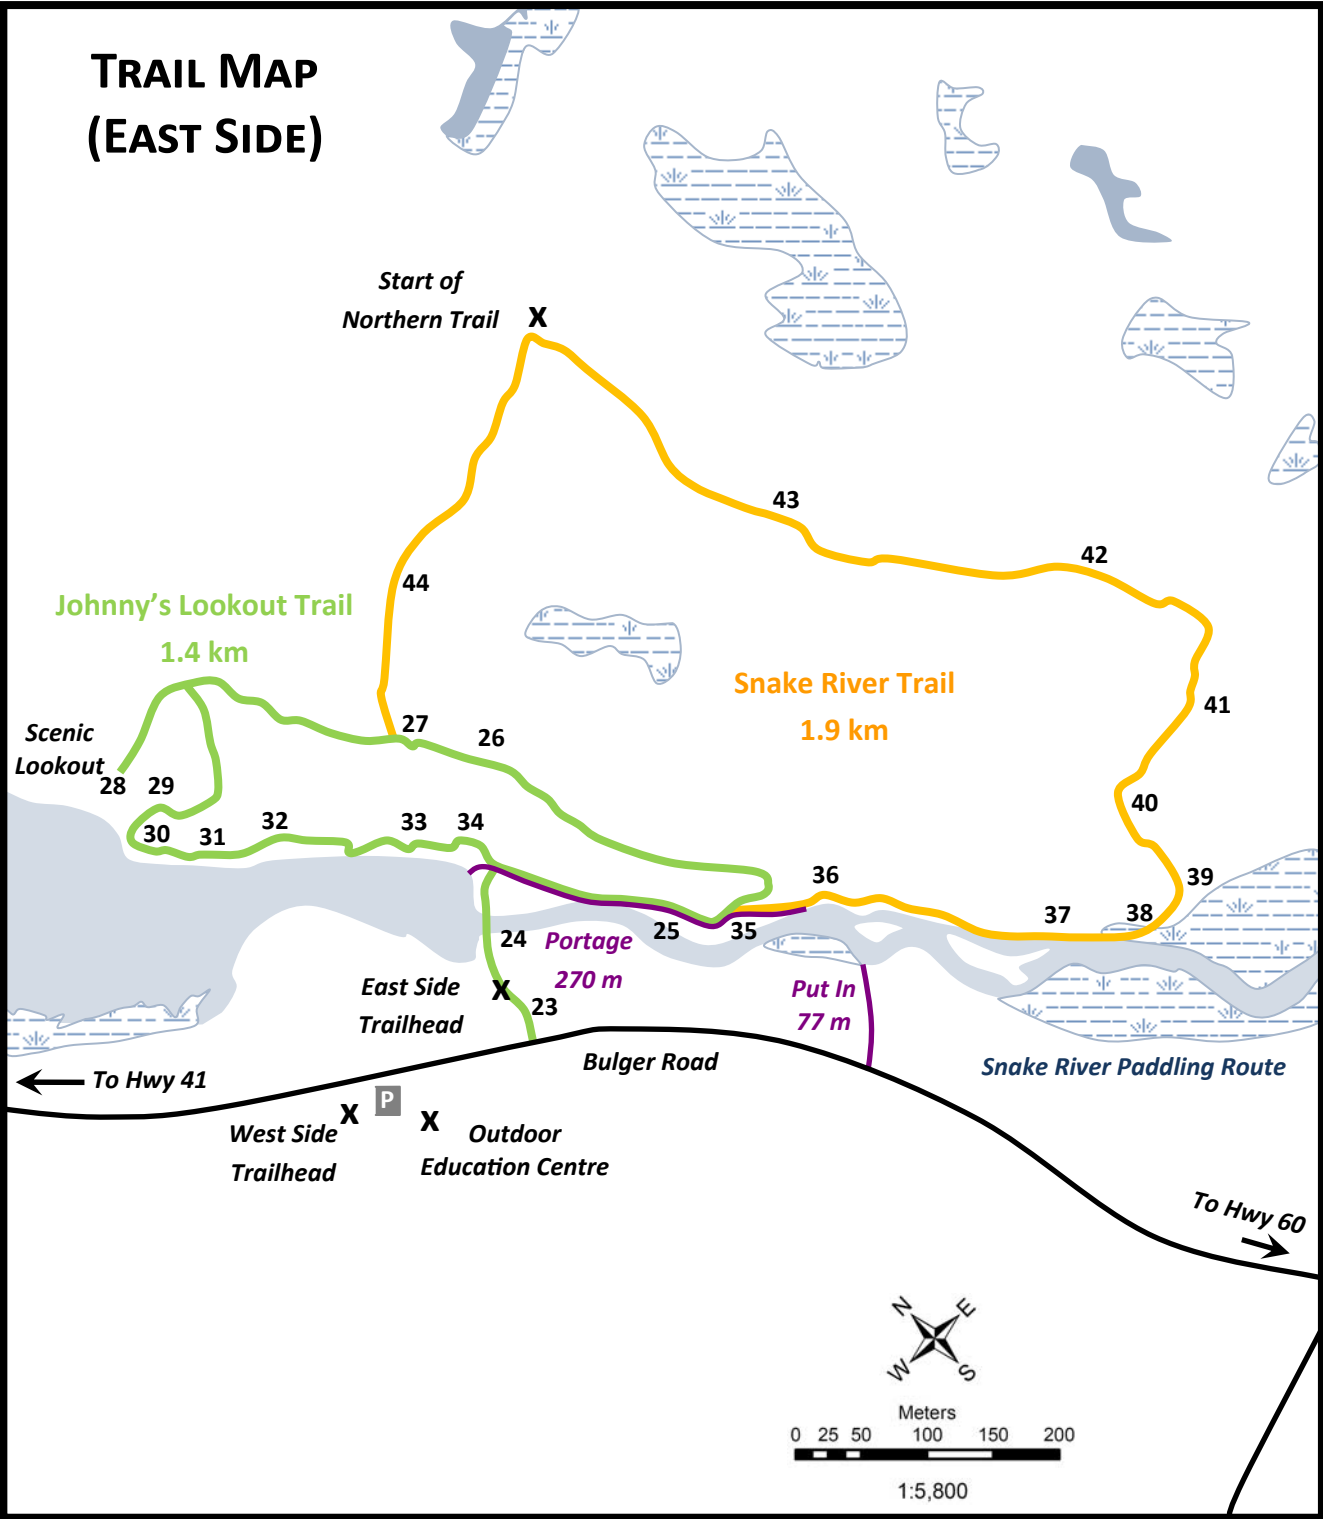 TRAIL MAP
(EAST SIDE)
Start of
Northern Trail
X
43
42
44
Johnny's Lookout Trail
1.4 km
Snake River Trail
1.9 km
41
27
26
Scenic
Lookout
28
29
40
30
31
32
33
34
36
39
25
35
37
38
24
Portage
270 m
East Side
Trailhead
X
23
Put In
77 m
Bulger Road
Snake River Paddling Route
To Hwy 41
P
X
X
West Side
Trailhead
Outdoor
Education Centre
To Hwy 60
N
E
W
S
Meters
0 25 50 100 150 200
1:5,800